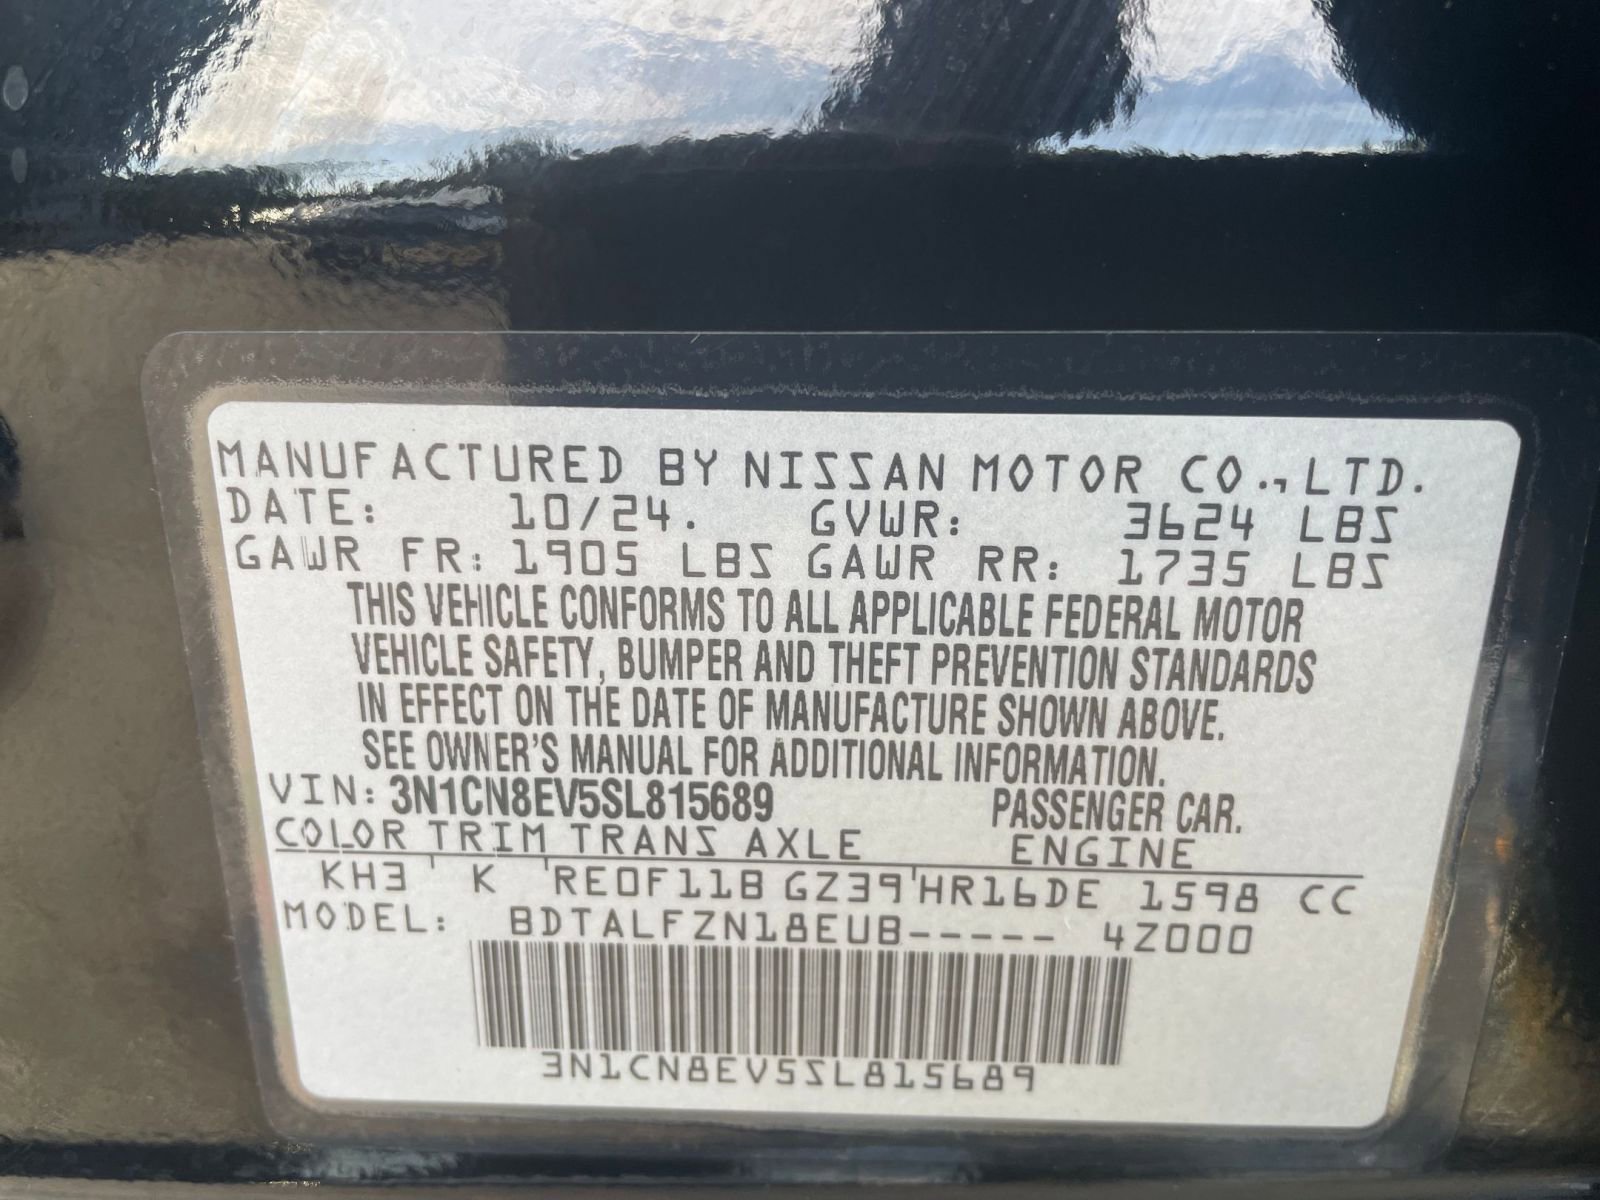 MANUFACTURED BY NISSAN MOTOR CO., LTD.
DATE: 10/24. GVWR: 3624 LBS
GAWR FR: 1905 LBS GAWR RR: 1735 LBS
THIS VEHICLE CONFORMS TO ALL APPLICABLE FEDERAL MOTOR
VEHICLE SAFETY, BUMPER AND THEFT PREVENTION STANDARDS
IN EFFECT ON THE DATE OF MANUFACTURE SHOWN ABOVE.
SEE OWNER'S MANUAL FOR ADDITIONAL INFORMATION.
VIN: 3N1CN8EV5SL815689 PASSENGER CAR.
COLOR TRIM TRANS AXLE ENGINE
KH3 K RE0F11B GZ39 HR16DE 1598 CC
MODEL: BDTALFZN18EUB----- 4Z000
3N1CN8EV5SL815689